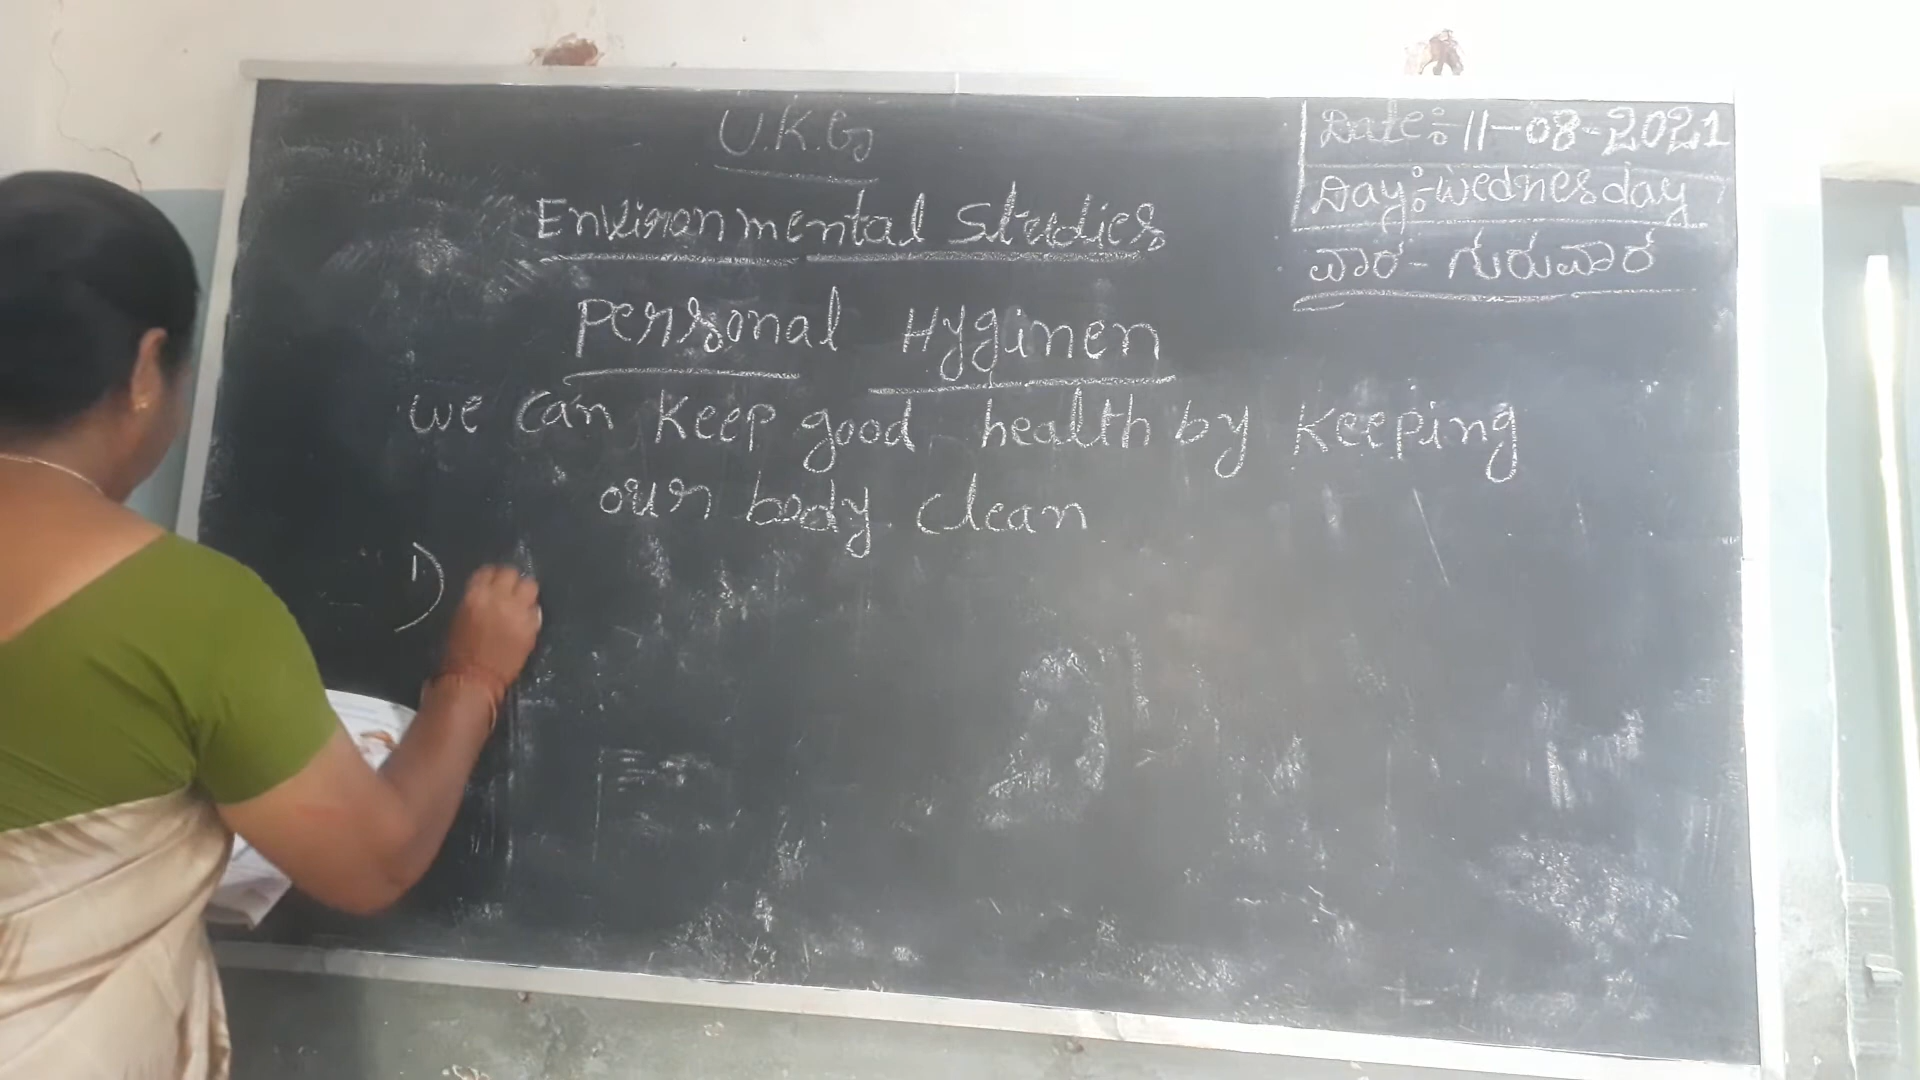 U.K.G
Date:-11-08-2021
Day:-Wednesday
ವಾರ - ಗುರುವಾರ
Environmental Studies
Personal Hyginen
we can keep good health by keeping
our body clean
1)